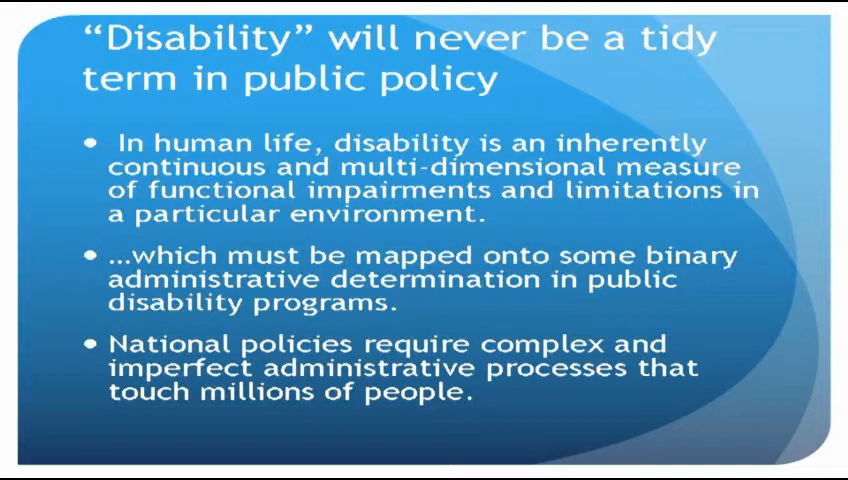 “Disability” will never be a tidy
term in public policy
• In human life, disability is an inherently
continuous and multi-dimensional measure
of functional impairments and limitations in
a particular environment.
• …which must be mapped onto some binary
administrative determination in public
disability programs.
• National policies require complex and
imperfect administrative processes that
touch millions of people.